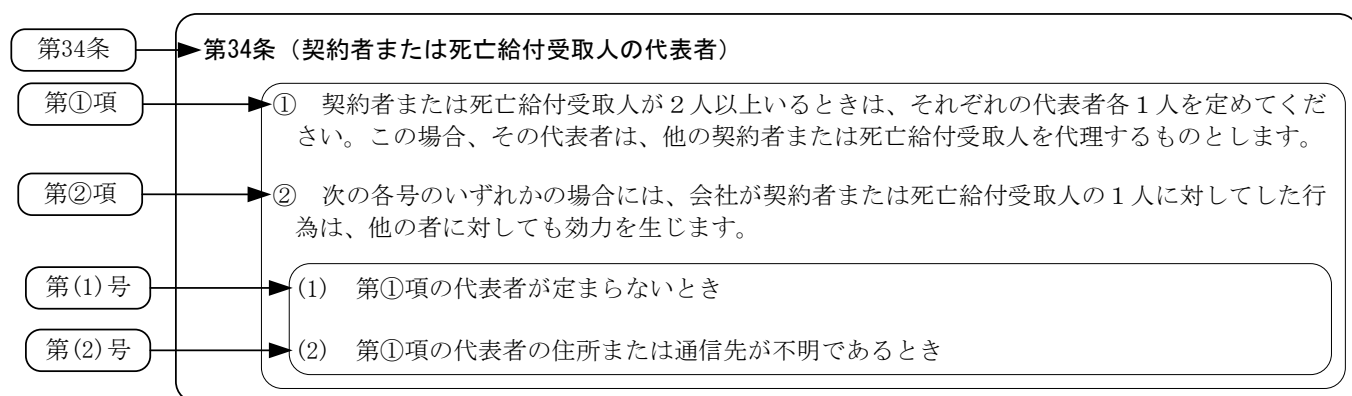 第34条
第34条（契約者または死亡給付受取人の代表者）
第①項
① 契約者または死亡給付受取人が２人以上いるときは、それぞれの代表者各１人を定めてくだ
さい。この場合、その代表者は、他の契約者または死亡給付受取人を代理するものとします。
第②項
② 次の各号のいずれかの場合には、会社が契約者または死亡給付受取人の１人に対してした行
為は、他の者に対しても効力を生じます。
第(1)号
(1) 第①項の代表者が定まらないとき
第(2)号
(2) 第①項の代表者の住所または通信先が不明であるとき